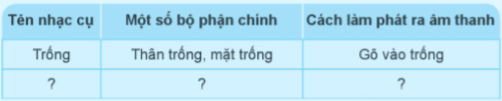 Tên nhạc cụ Một số bộ phận chính Cách làm phát ra âm thanh
Trống Thân trống, mặt trống Gõ vào trống
? ? ?